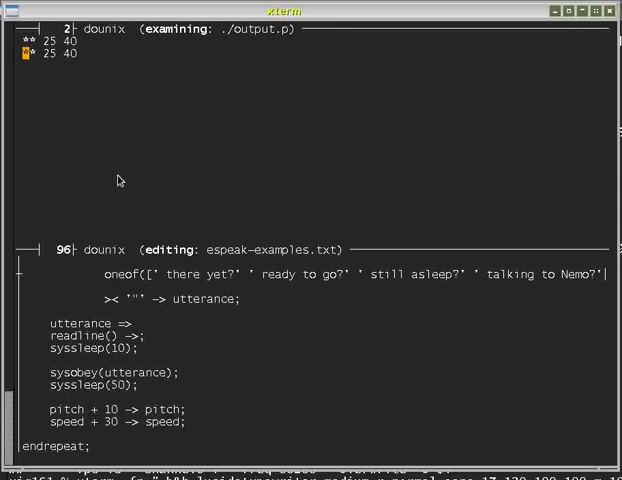 xterm
2 dounix (examining: ./output.p)
** 25 40
** 25 40
96 dounix (editing: espeak-examples.txt)
oneof([' there yet?' ' ready to go?' ' still asleep?' ' talking to Nemo?'
>< '"' -> utterance;
utterance =>
readline() ->;
syssleep(10);
sysobey(utterance);
syssleep(50);
pitch + 10 -> pitch;
speed + 30 -> speed;
endrepeat;